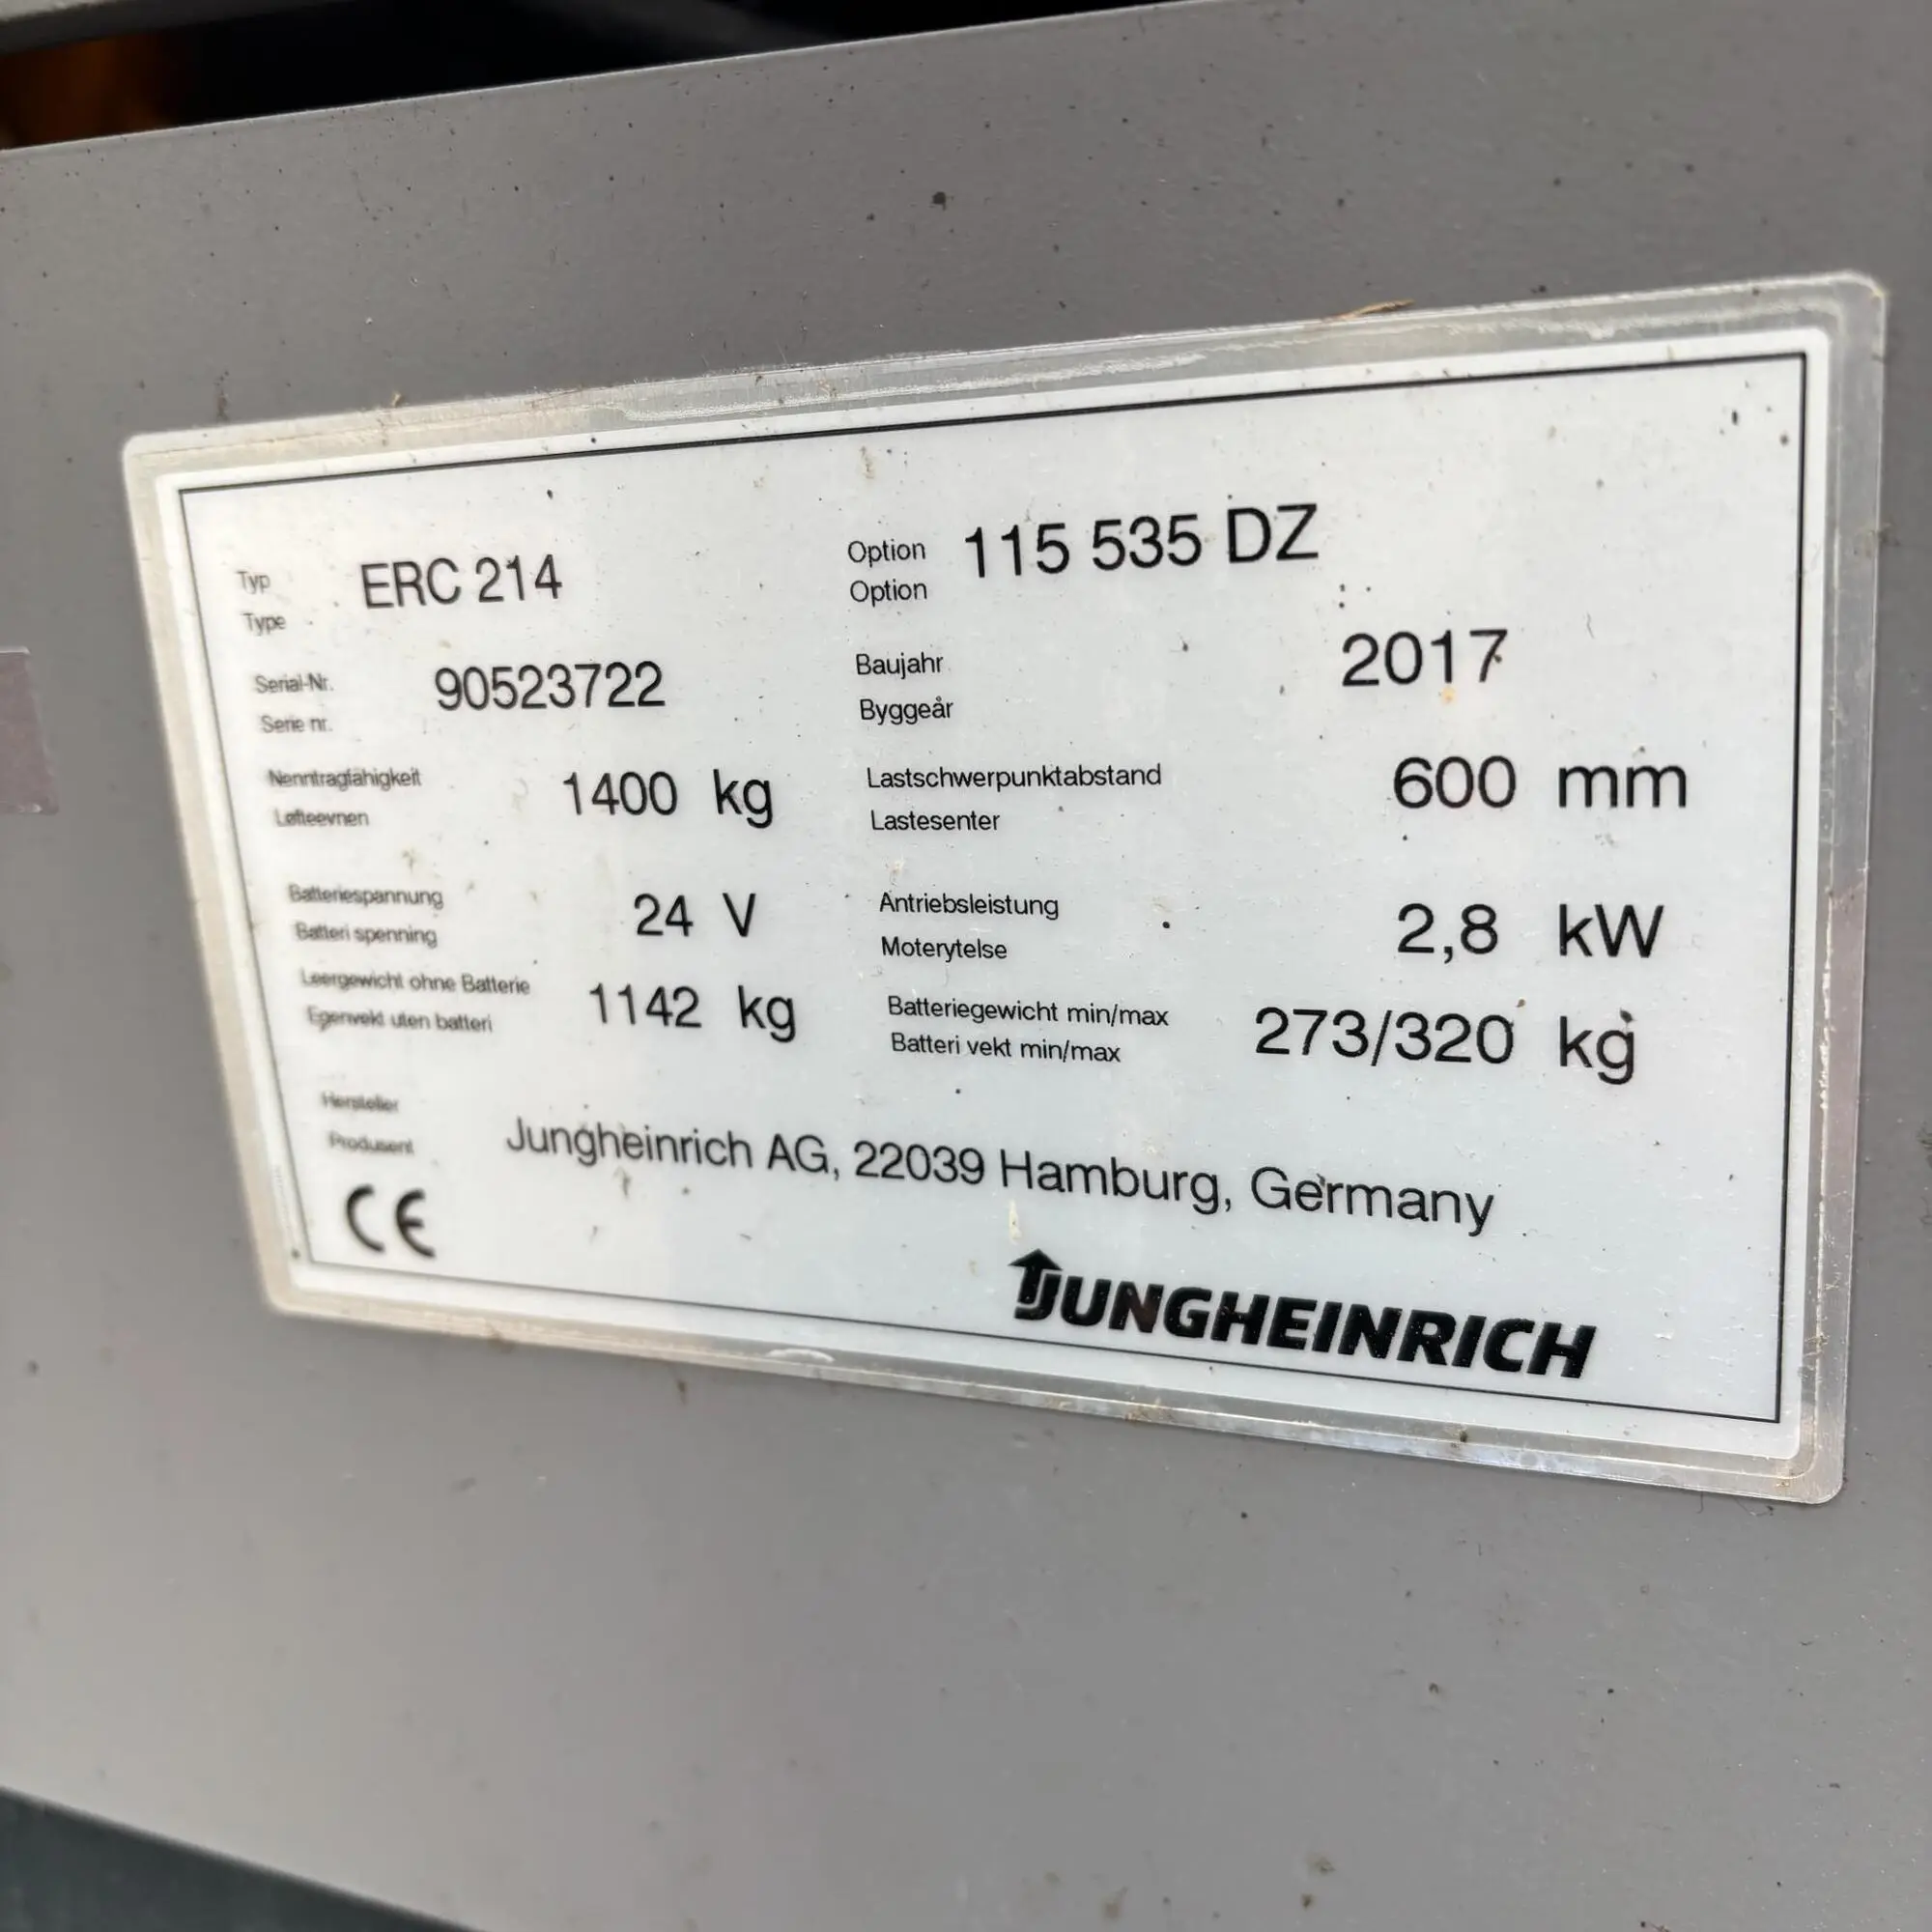 Typ ERC 214 Option 115 535 DZ
Type Option
Serial-Nr. 90523722 Baujahr 2017
Serie nr. Byggeår
Nenntragfähigkeit 1400 kg Lastschwerpunktabstand 600 mm
Løfteevnen Lastesenter
Batteriespannung 24 V Antriebsleistung 2,8 kW
Batteri spenning Moterytelse
Leergewicht ohne Batterie 1142 kg Batteriegewicht min/max 273/320 kg
Egenvekt uten batteri Batteri vekt min/max
Hersteller Jungheinrich AG, 22039 Hamburg, Germany
Produsent
CE
JUNGHEINRICH